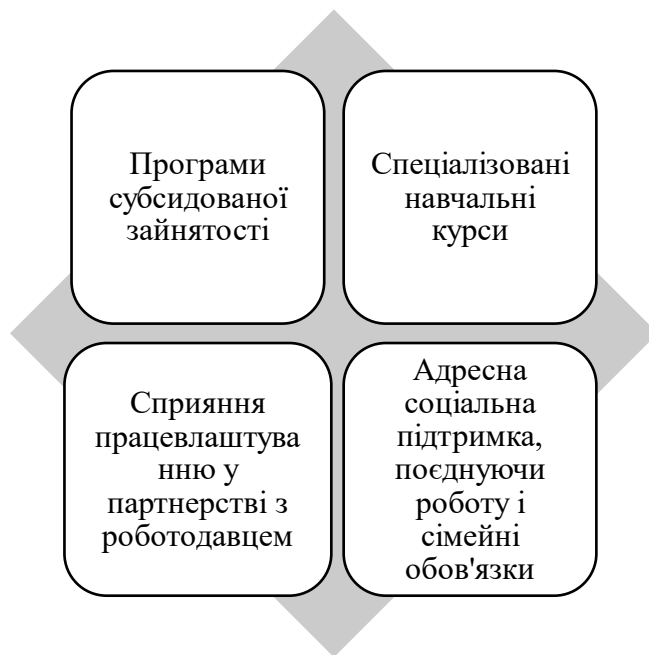 Програми
субсидованої
зайнятості
Спеціалізовані
навчальні
курси
Сприяння
працевлаштува
нню у
партнерстві з
роботодавцем
Адресна
соціальна
підтримка,
поєднуючи
роботу і
сімейні
обов'язки